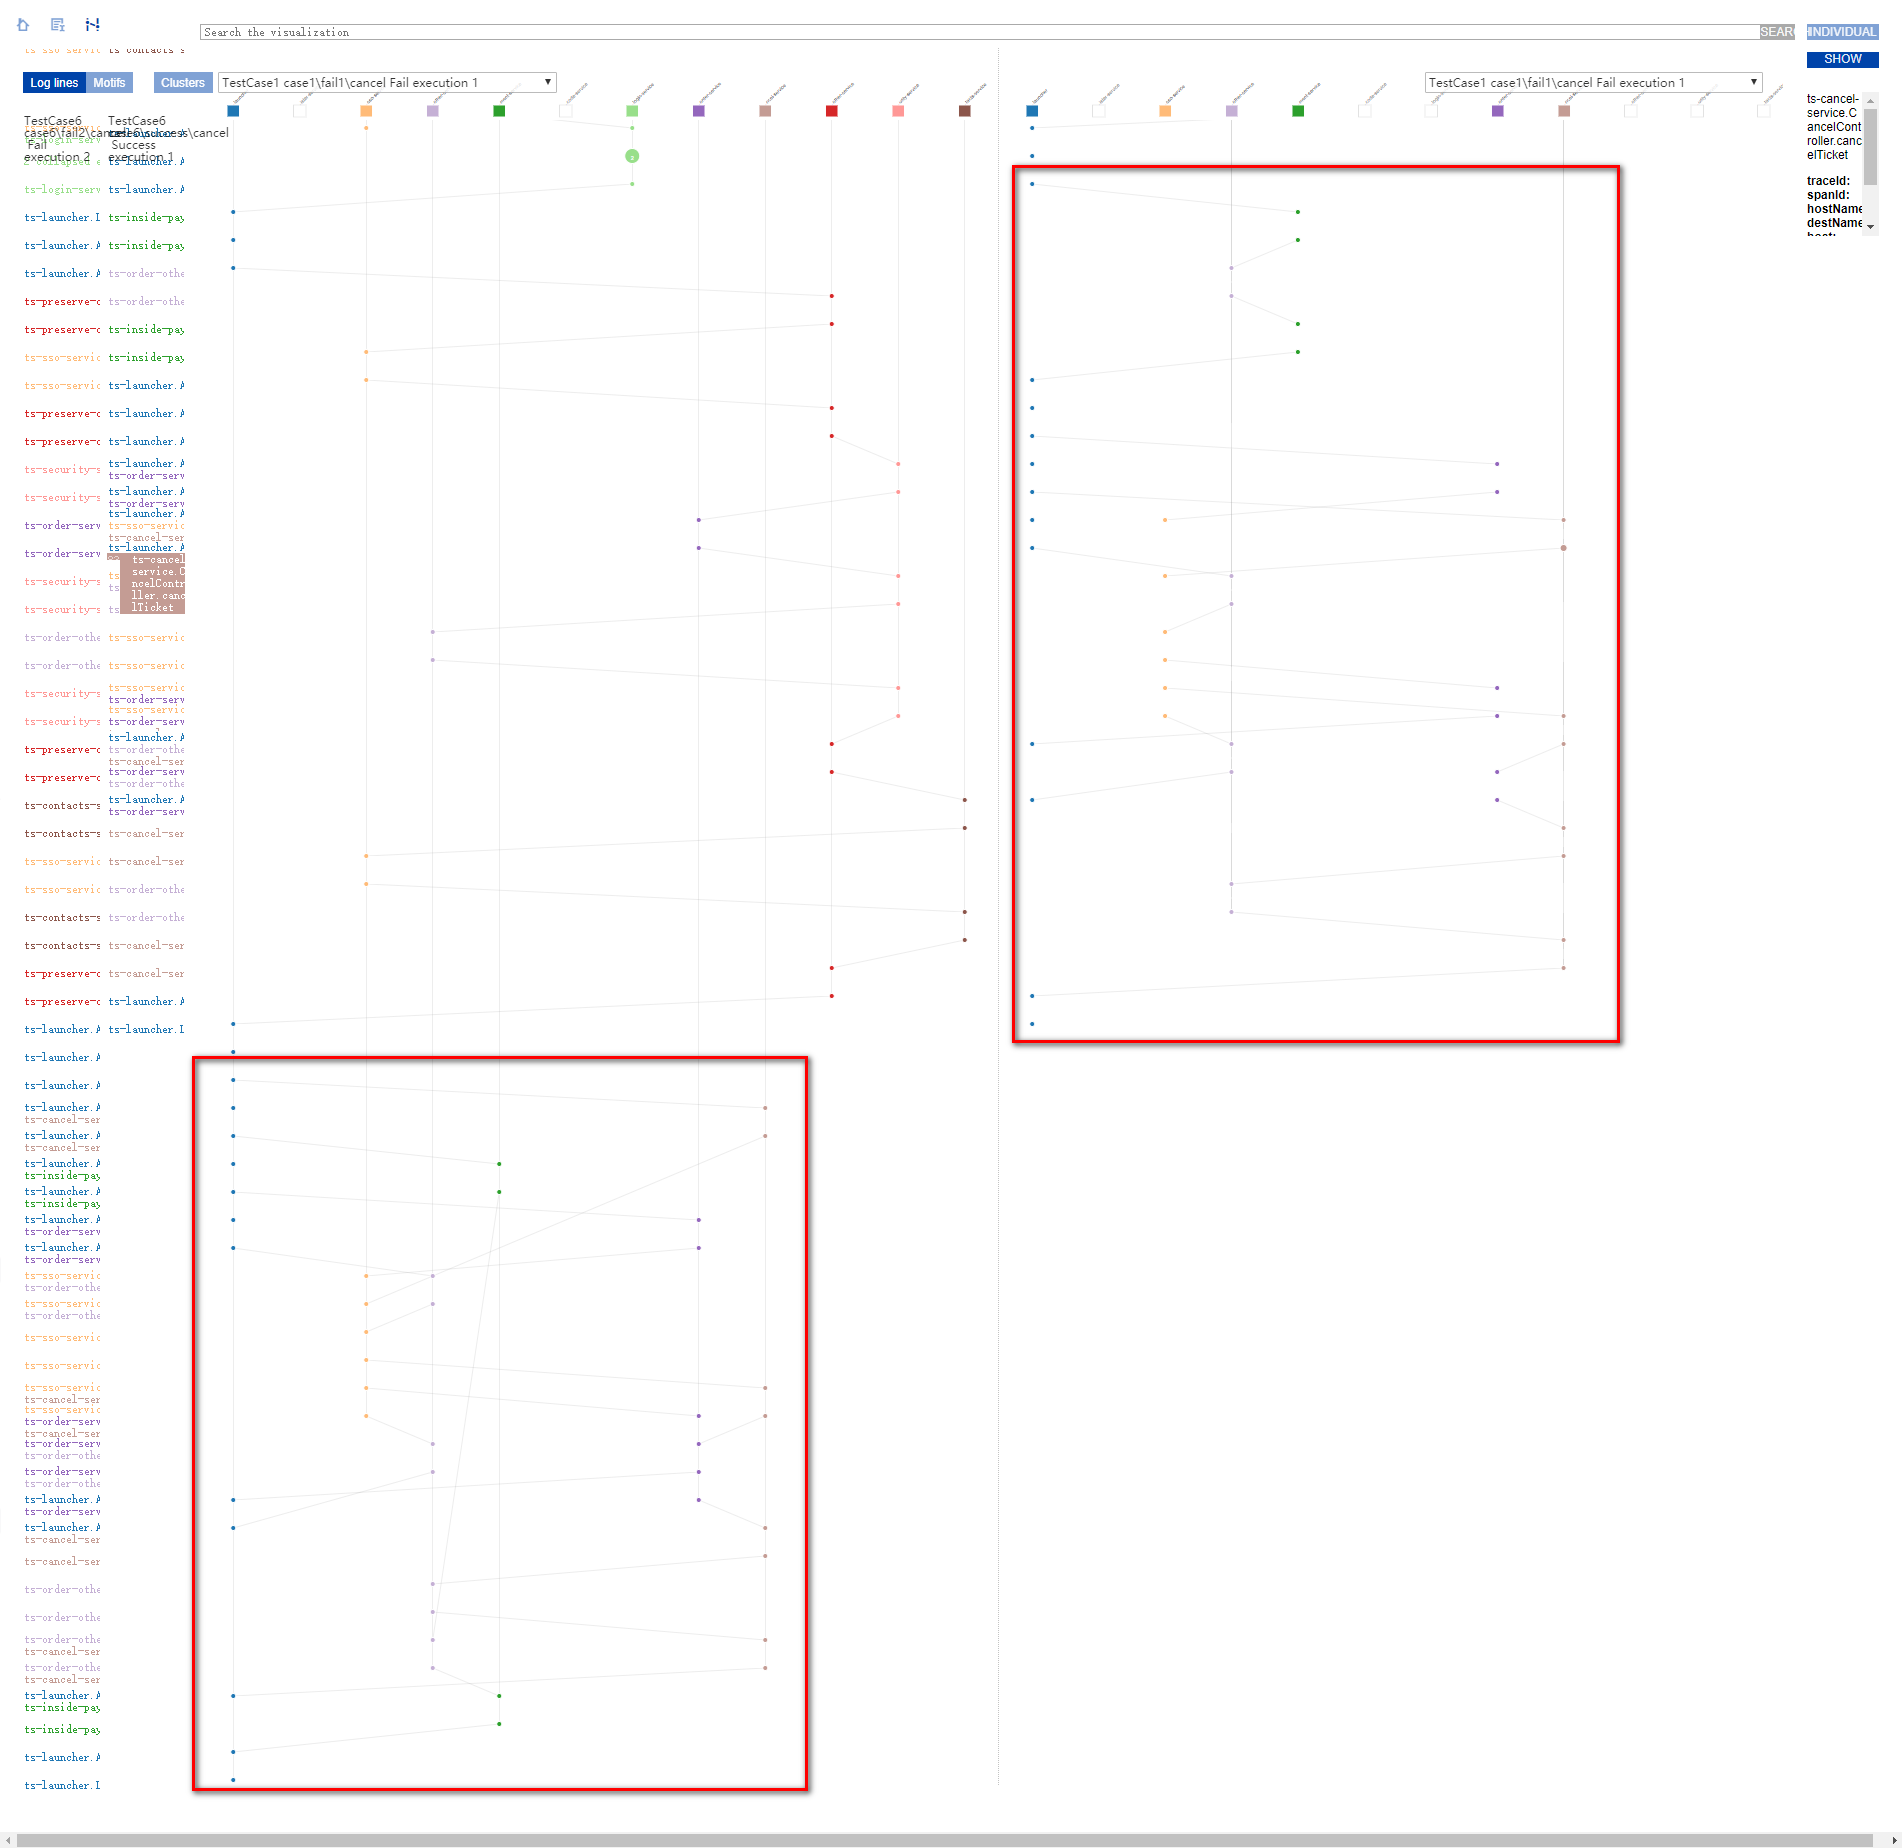 Search the visualization
SEAR
INDIVIDUAL
SHOW
Log lines
Motifs
Clusters
TestCase1 case1\fail1\cancel Fail execution 1
TestCase1 case1\fail1\cancel Fail execution 1
ts-cancel-
service.C
ancelCont
roller.canc
elTicket
traceId:
spanId:
hostName
destName
TestCase6
Fail
execution 2
TestCase6
Success
execution 1
ts-login-serv
ts-launcher.A
ts-launcher.
ts-inside-pay
ts-launcher.A
ts-inside-pay
ts-launcher.A
ts-order-othe
ts-preserve-o
ts-order-othe
ts-preserve-o
ts-inside-pay
ts-sso-servic
ts-inside-pay
ts-sso-servic
ts-launcher.A
ts-preserve-o
ts-launcher.A
ts-preserve-o
ts-launcher.A
ts-security-s
ts-launcher.A
ts-order-serv
ts-security-s
ts-launcher.A
ts-order-serv
ts-order-serv
ts-launcher.A
ts-sso-servic
ts-cancel-ser
ts-order-serv
ts-launcher.A
ts-cancel
service.C
ncelContr
ller.canc
lTicket
ts-security-s
ts-security-s
ts-order-othe
ts-sso-servic
ts-order-othe
ts-sso-servic
ts-security-s
ts-sso-servic
ts-order-serv
ts-sso-servic
ts-security-s
ts-order-serv
ts-launcher.A
ts-preserve-o
ts-order-othe
ts-cancel-ser
ts-preserve-o
ts-order-serv
ts-order-othe
ts-contacts-s
ts-launcher.A
ts-order-serv
ts-contacts-s
ts-cancel-ser
ts-sso-servic
ts-cancel-ser
ts-sso-servic
ts-order-othe
ts-contacts-s
ts-order-othe
ts-contacts-s
ts-cancel-ser
ts-preserve-o
ts-cancel-ser
ts-preserve-o
ts-launcher.A
ts-launcher.A
ts-launcher.
ts-launcher.A
ts-launcher.A
ts-launcher.A
ts-cancel-ser
ts-launcher.A
ts-cancel-ser
ts-launcher.A
ts-inside-pay
ts-launcher.A
ts-inside-pay
ts-launcher.A
ts-order-serv
ts-launcher.A
ts-order-serv
ts-sso-servic
ts-order-othe
ts-sso-servic
ts-order-othe
ts-sso-servic
ts-sso-servic
ts-sso-servic
ts-cancel-ser
ts-sso-servic
ts-order-serv
ts-cancel-ser
ts-order-serv
ts-order-othe
ts-order-serv
ts-order-othe
ts-launcher.A
ts-order-serv
ts-launcher.A
ts-cancel-ser
ts-cancel-ser
ts-order-othe
ts-order-othe
ts-order-othe
ts-cancel-ser
ts-order-othe
ts-cancel-ser
ts-launcher.A
ts-inside-pay
ts-inside-pay
ts-launcher.A
ts-launcher.